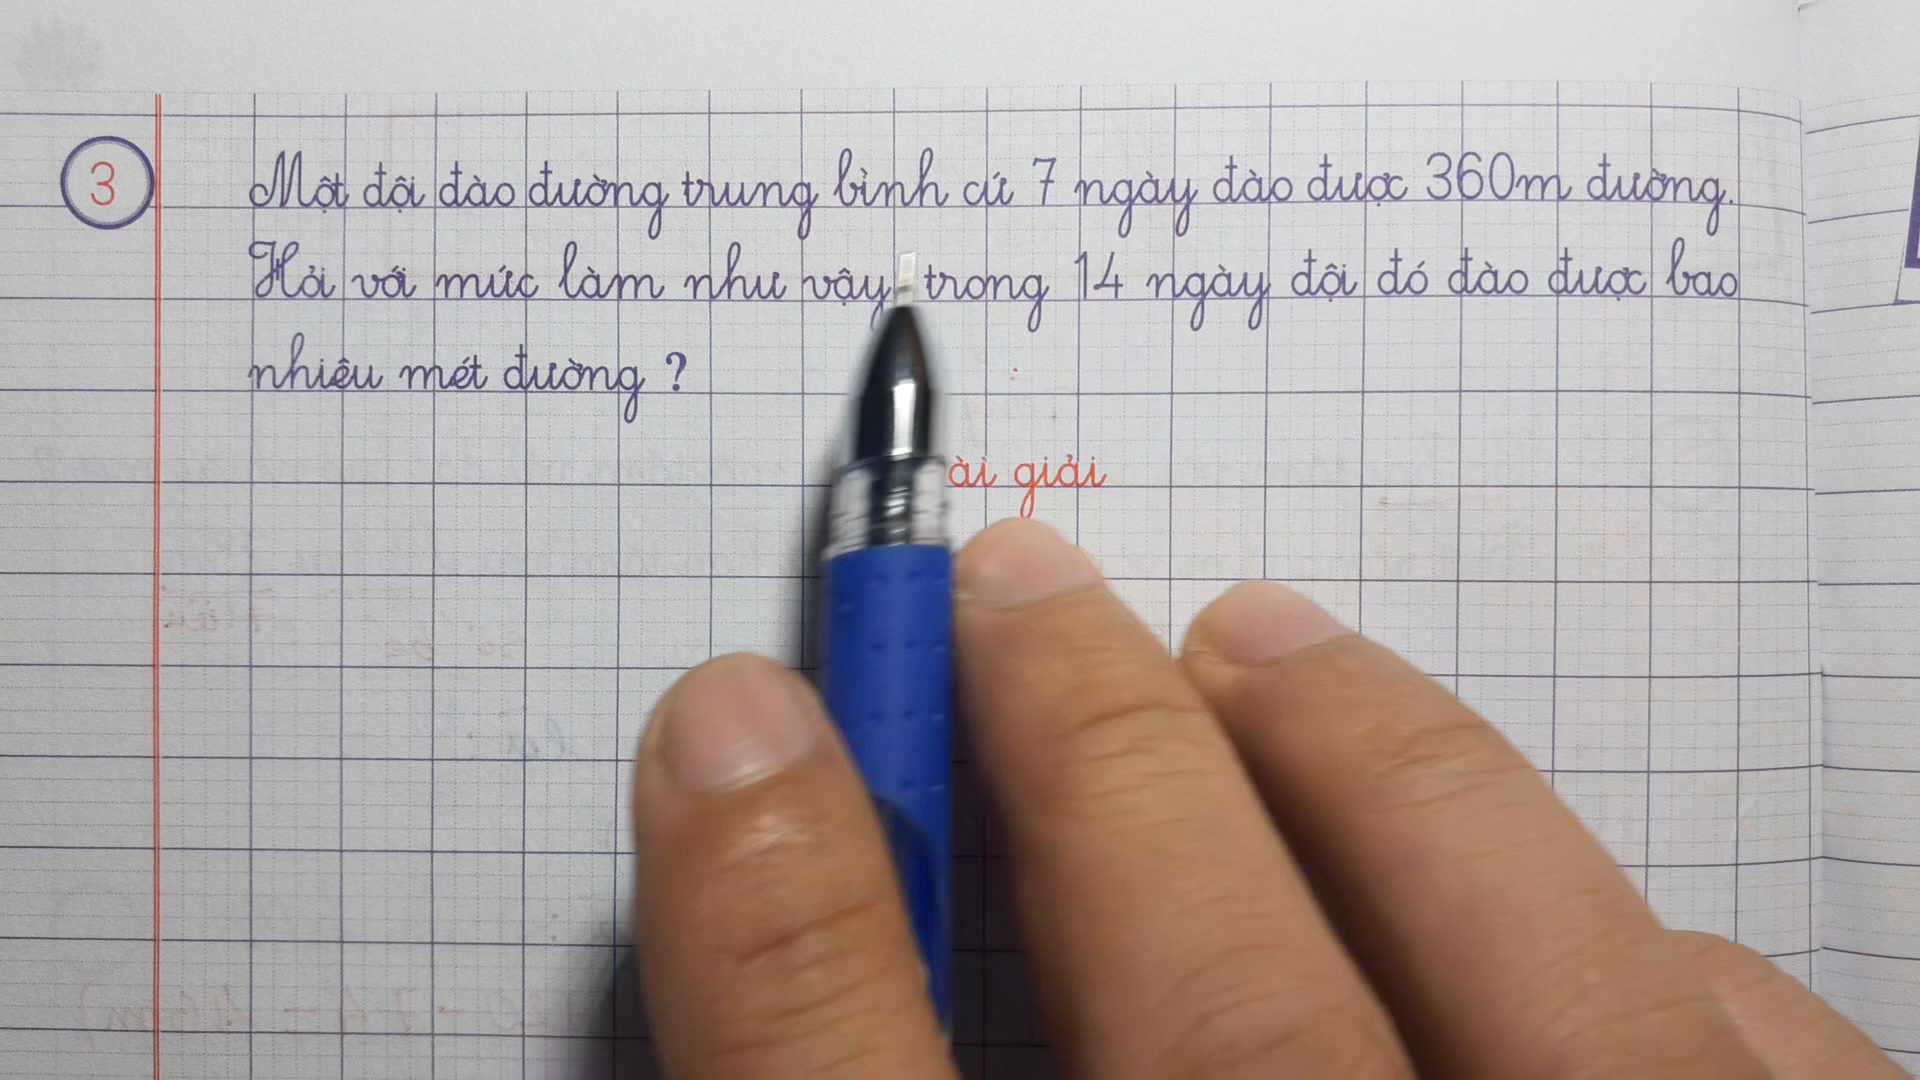 3
Một đội đào đường trung bình cứ 7 ngày đào được 360m đường.
Hỏi với mức làm như vậy, trong 14 ngày đội đó đào được bao
nhiêu mét đường ?
ài giải